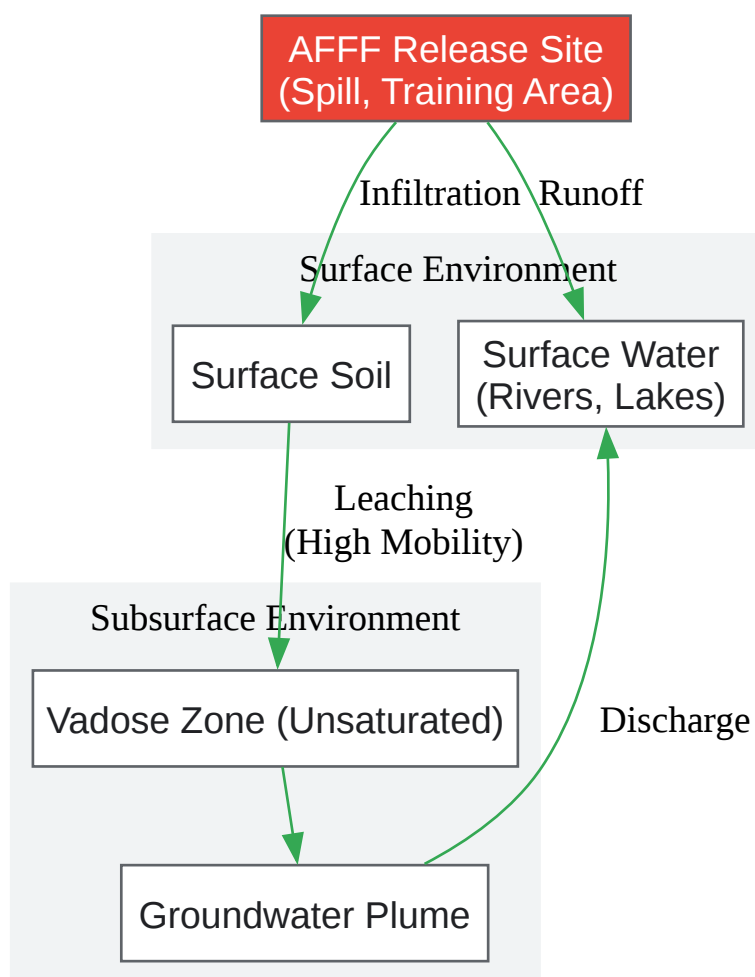 AFFF Release Site
(Spill, Training Area)
Infiltration
Runoff
Surface Environment
Surface Soil
Surface Water
(Rivers, Lakes)
Leaching
(High Mobility)
Subsurface Environment
Vadose Zone (Unsaturated)
Discharge
Groundwater Plume